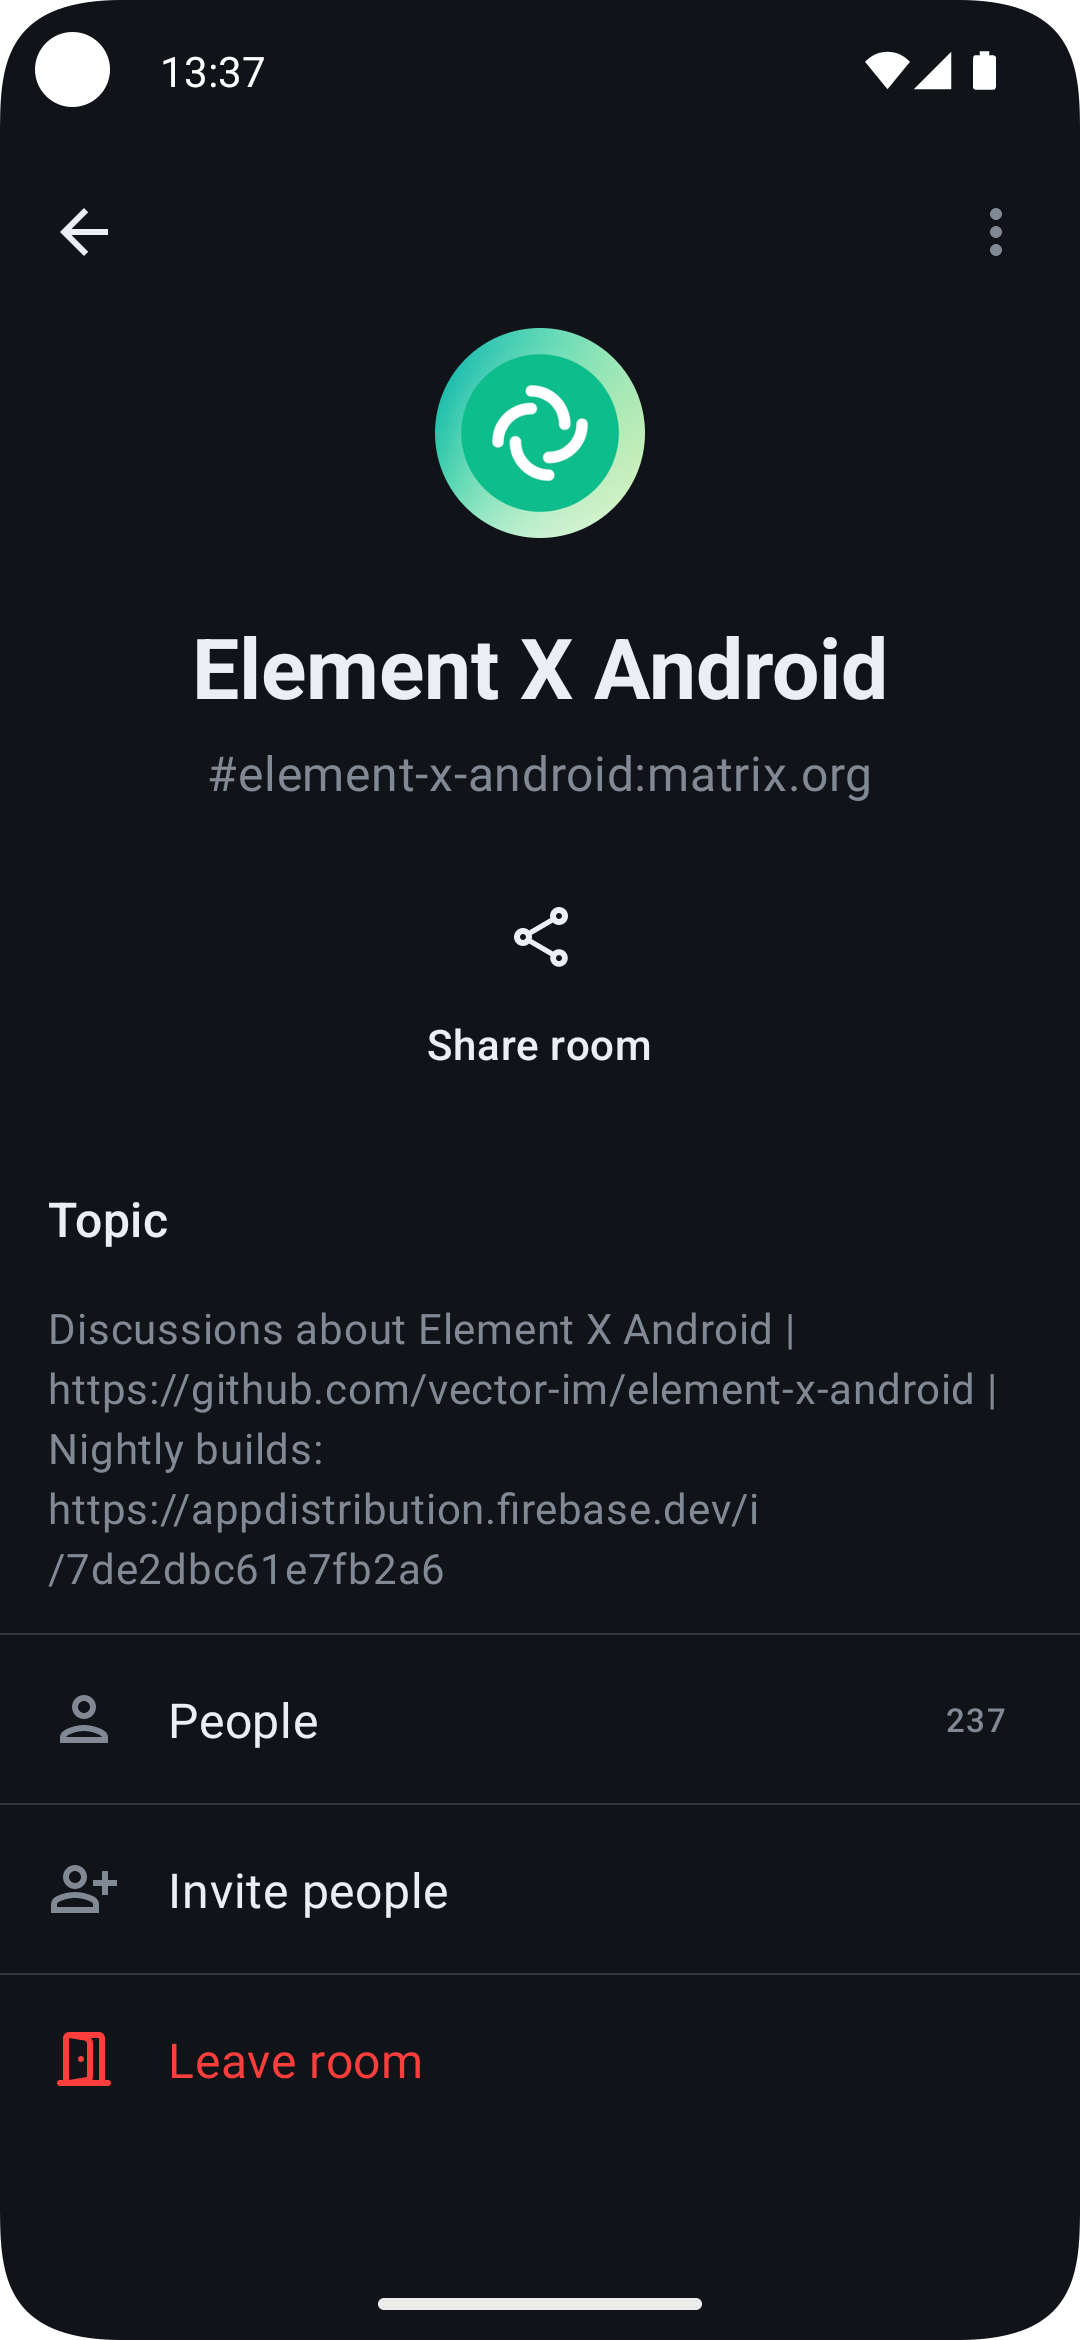 13:37
Element X Android
#element-x-android:matrix.org
Share room
Topic
Discussions about Element X Android |
https://github.com/vector-im/element-x-android |
Nightly builds:
https://appdistribution.firebase.dev/i
/7de2dbc61e7fb2a6
People 237
Invite people
Leave room